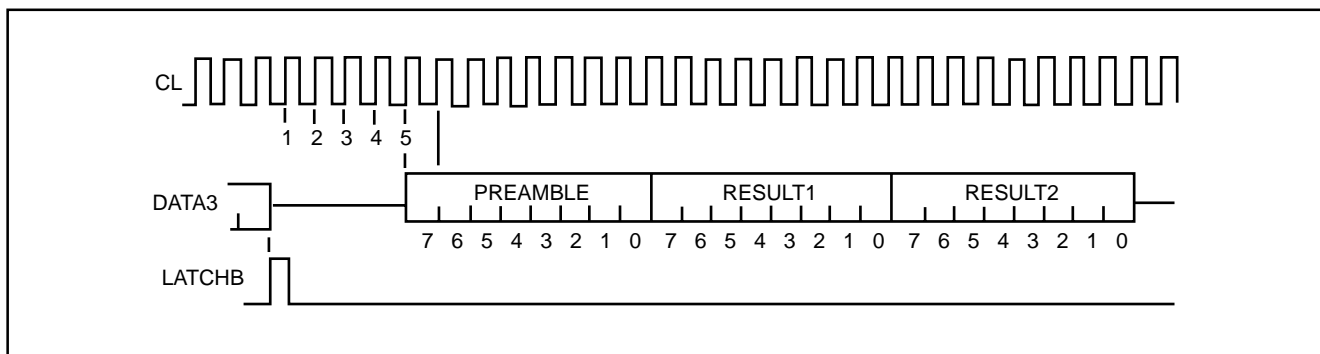 CL
1 2 3 4 5
DATA3
PREAMBLE RESULT1 RESULT2
7 6 5 4 3 2 1 0 7 6 5 4 3 2 1 0 7 6 5 4 3 2 1 0
LATCHB